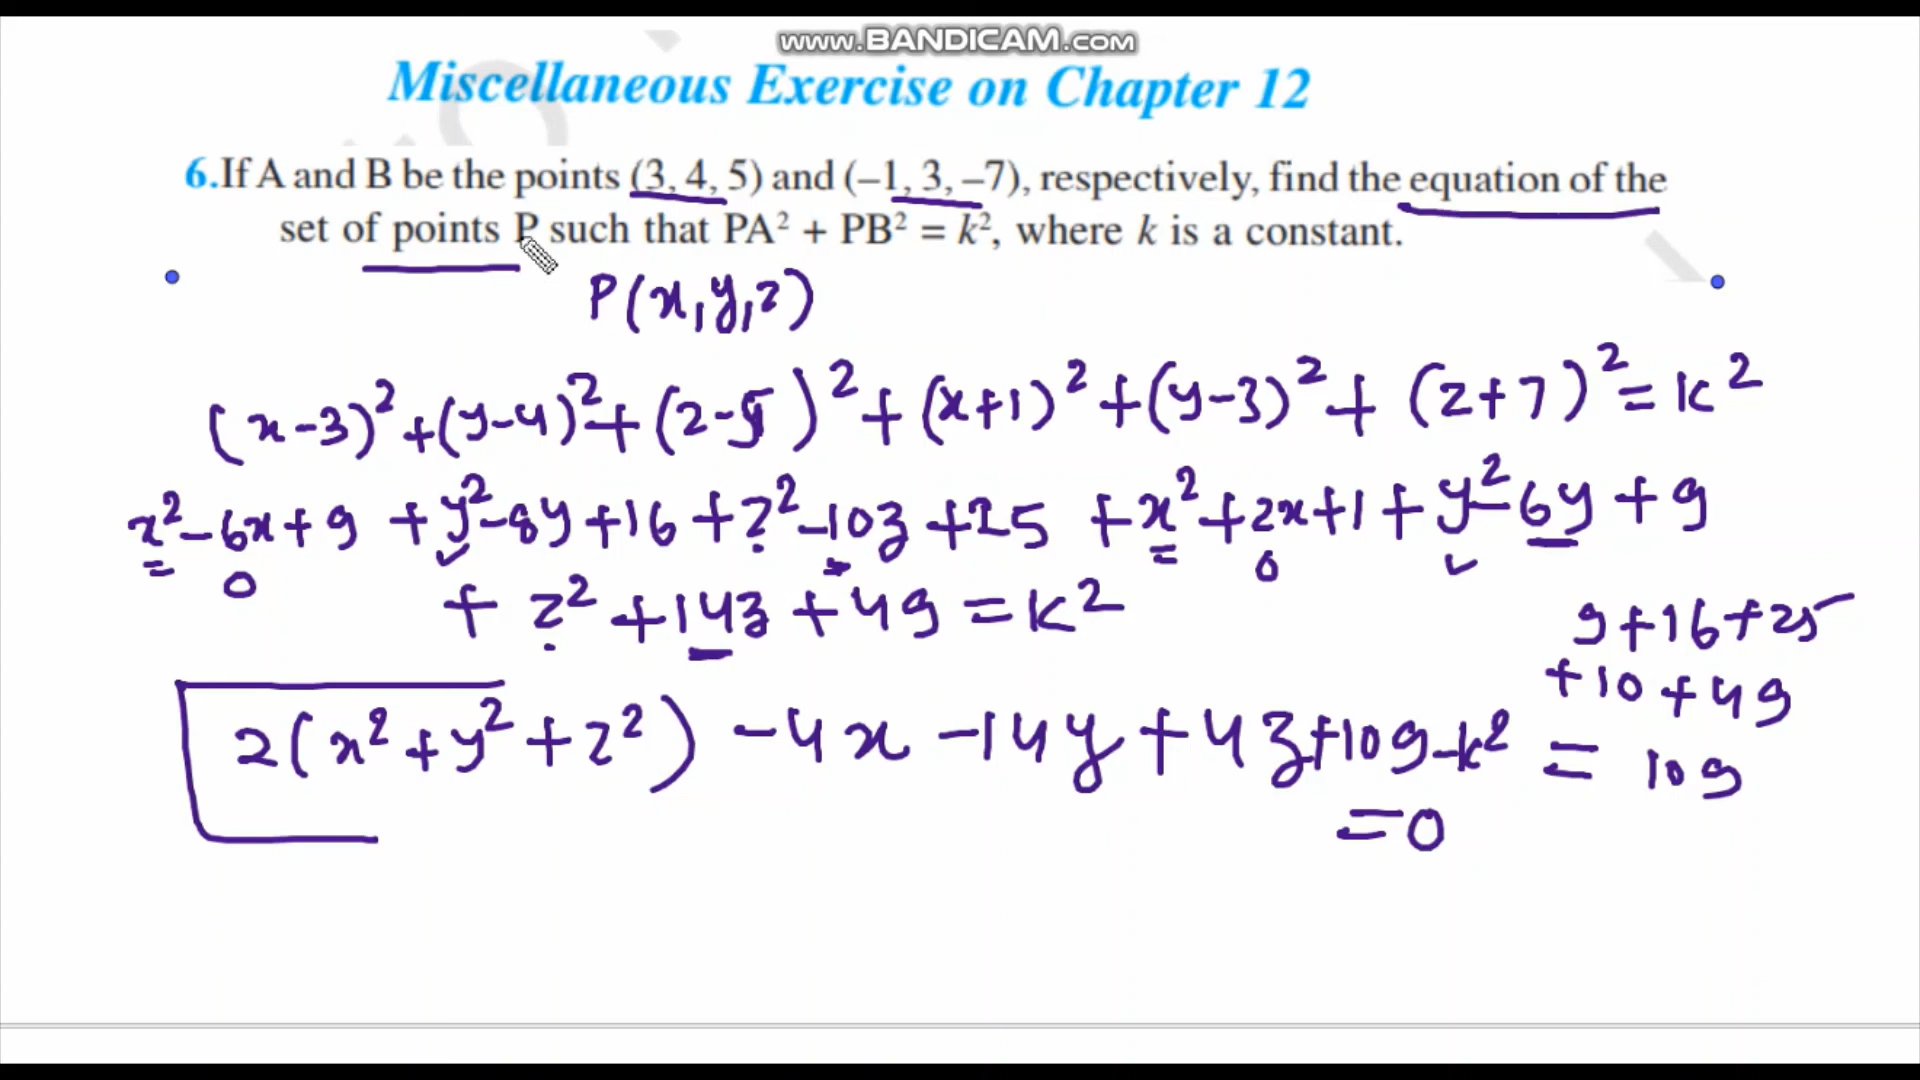 www.BANDICAM.com
Miscellaneous Exercise on Chapter 12
6.If A and B be the points (3, 4, 5) and (–1, 3, –7), respectively, find the equation of the
set of points P such that PA² + PB² = k², where k is a constant.
P(x,y,z)
(x-3)²+(y-4)²+(z-5)²+(x+1)²+(y-3)²+(z+7)²=k²
x²-6x+9+y²-8y+16+z²-10z+25+x²+2x+1+y²-6y+9
+z²+14z+49=k²
9+16+25
+10+49
=109
2(x²+y²+z²)-4x-14y+4z+109-k²
=0